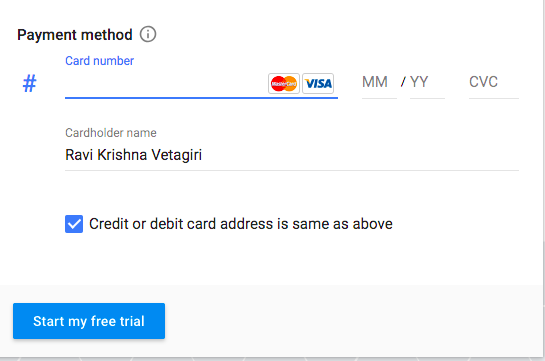 Payment method
Card number
#
MasterCard VISA
MM / YY
CVC
Cardholder name
Ravi Krishna Vetagiri
Credit or debit card address is same as above
Start my free trial